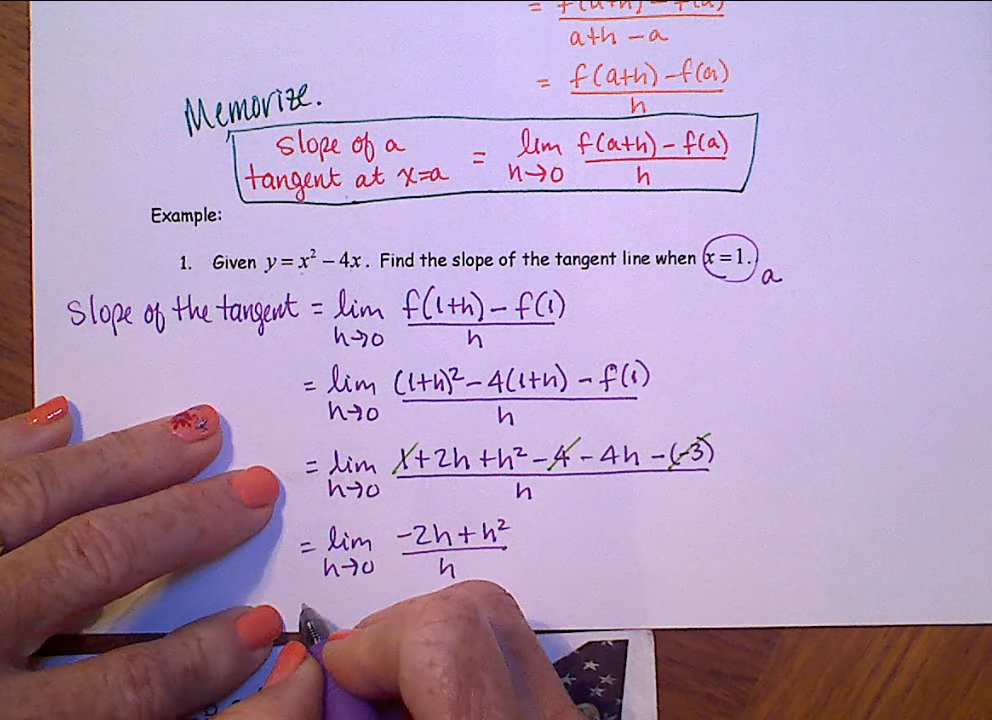 = f(a+h) - f(a)
a+h - a
= f(a+h) - f(a)
h
Memorize.
slope of a tangent at x=a = lim h→0 f(a+h) - f(a)
h
Example:
1. Given y = x² - 4x. Find the slope of the tangent line when x = 1. a
Slope of the tangent = lim h→0 f(1+h) - f(1)
h
= lim h→0 (1+h)² - 4(1+h) - f(1)
h
= lim h→0 1 + 2h + h² - 4 - 4h - (-3)
h
= lim h→0 -2h + h²
h